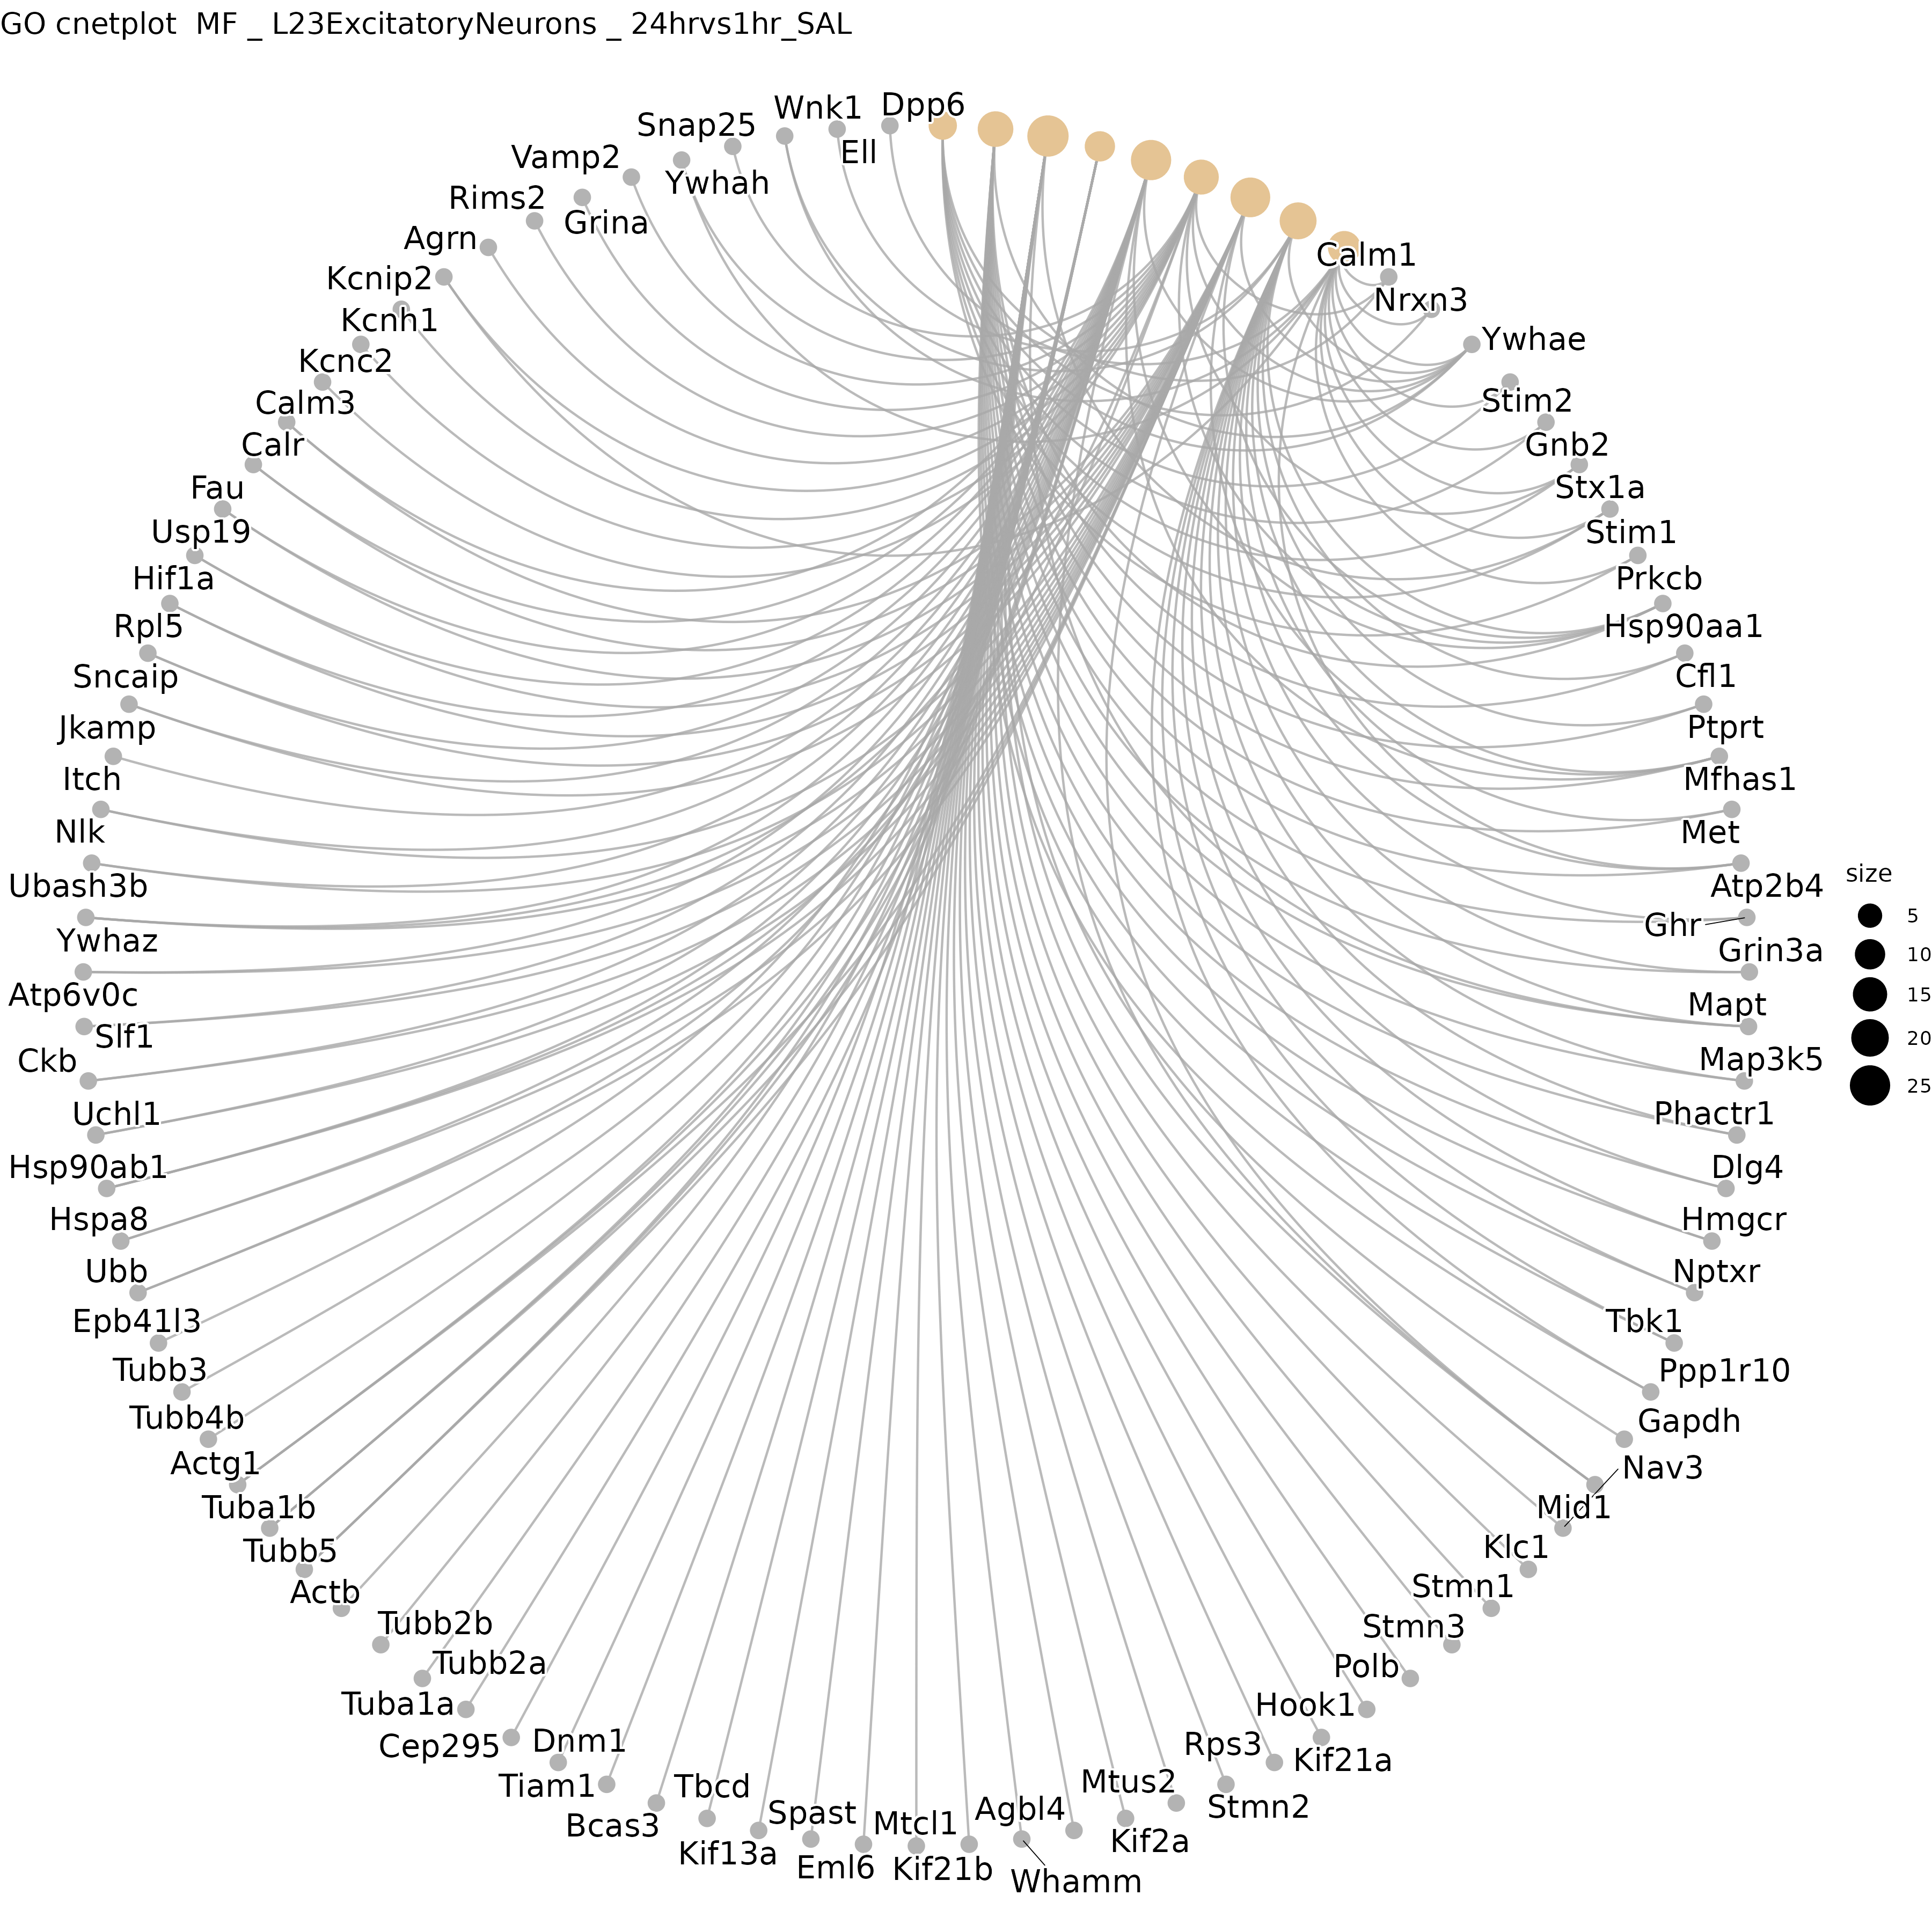 GO cnetplot  MF _ L23ExcitatoryNeurons _ 24hrvs1hr_SAL
Dpp6
Wnk1
Ell
Snap25
Ywhah
Vamp2
Grina
Rims2
Agrn
Kcnip2
Kcnh1
Kcnc2
Calm3
Calr
Fau
Usp19
Hif1a
Rpl5
Sncaip
Jkamp
Itch
Nlk
Ubash3b
Ywhaz
Atp6v0c
Slf1
Ckb
Uchl1
Hsp90ab1
Hspa8
Ubb
Epb41l3
Tubb3
Tubb4b
Actg1
Tuba1b
Tubb5
Actb
Tubb2b
Tubb2a
Tuba1a
Cep295
Dnm1
Tiam1
Bcas3
Tbcd
Kif13a
Spast
Eml6
Mtcl1
Kif21b
Agbl4
Whamm
Mtus2
Kif2a
Stmn2
Rps3
Kif21a
Hook1
Polb
Stmn3
Stmn1
Klc1
Mid1
Nav3
Gapdh
Ppp1r10
Tbk1
Nptxr
Hmgcr
Dlg4
Phactr1
Map3k5
Mapt
Grin3a
Ghr
Atp2b4
Met
Mfhas1
Ptprt
Cfl1
Hsp90aa1
Prkcb
Stim1
Stx1a
Gnb2
Stim2
Ywhae
Nrxn3
Calm1
size
5
10
15
20
25